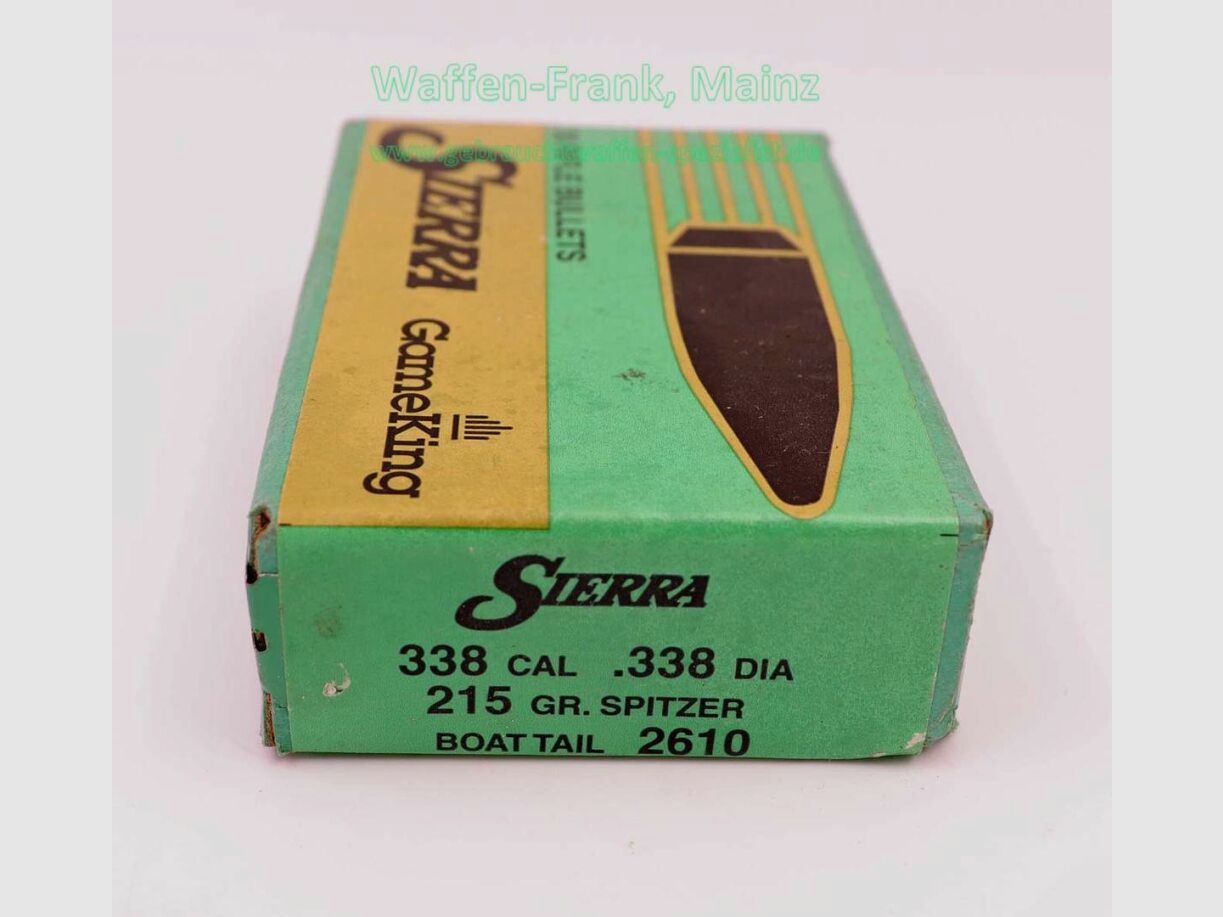 Waffen-Frank, Mainz
SIERRA
GameKing
BULLETS
SIERRA
338 CAL .338 DIA
215 GR. SPITZER
BOAT TAIL 2610